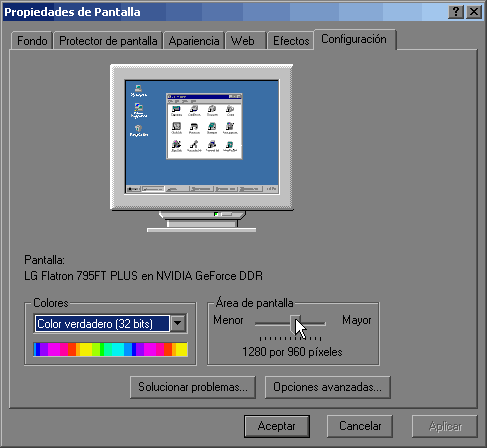 Propiedades de Pantalla
Fondo Protector de pantalla Apariencia Web Efectos Configuración
Pantalla:
LG Flatron 795FT PLUS en NVIDIA GeForce DDR
Colores
Color verdadero (32 bits)
Área de pantalla
Menor Mayor
1280 por 960 píxeles
Solucionar problemas... Opciones avanzadas...
Aceptar Cancelar Aplicar